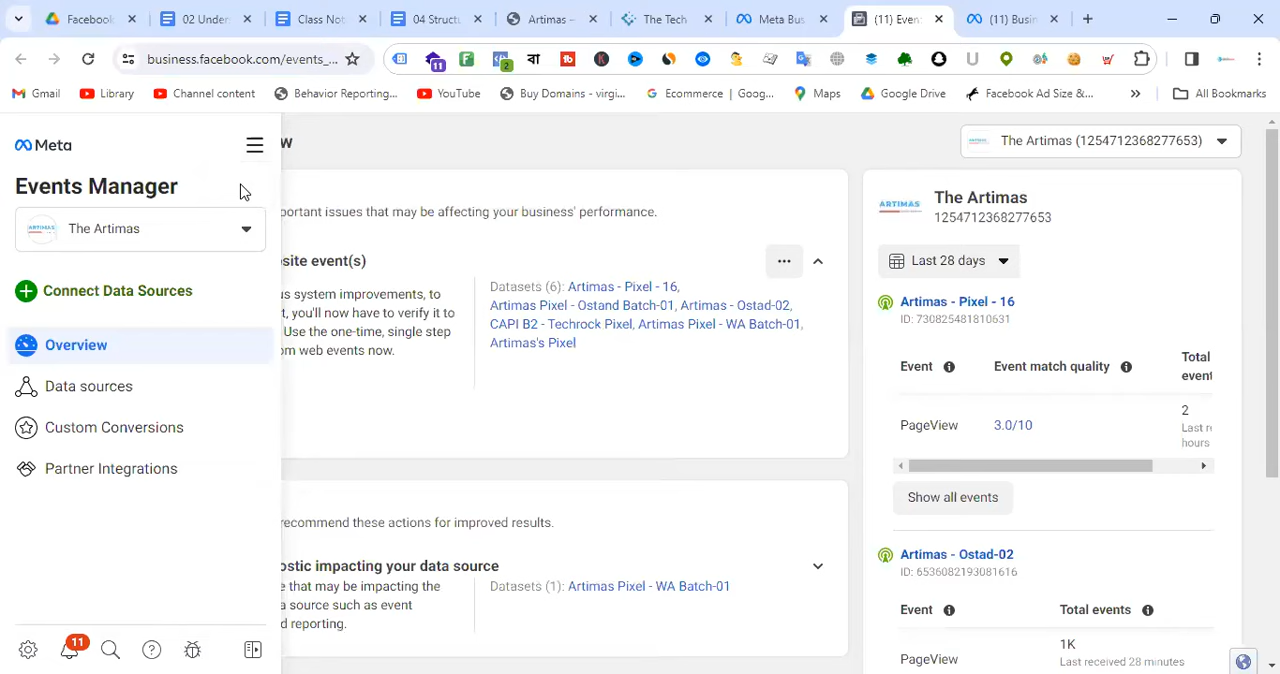 Facebook
02 Under
Class Not
04 Struct
Artimas –
The Tech
Meta Bus
(11) Even
(11) Busin
business.facebook.com/events_...
11
2
বা
Gmail
Library
Channel content
Behavior Reporting...
YouTube
Buy Domains - virgi...
Ecommerce | Goog...
Maps
Google Drive
Facebook Ad Size &...
»
All Bookmarks
Meta
w
The Artimas (1254712368277653)
Events Manager
ARTIMAS
The Artimas
Connect Data Sources
Overview
Data sources
Custom Conversions
Partner Integrations
11
portant issues that may be affecting your business' performance.
site event(s)
us system improvements, to
t, you'll now have to verify it
. Use the one-time, single step
om web events now.
Datasets (6): Artimas - Pixel - 16,
Artimas Pixel - Ostand Batch-01, Artimas - Ostad-02,
CAPI B2 - Techrock Pixel, Artimas Pixel - WA Batch-01,
Artimas's Pixel
recommend these actions for improved results.
ostic impacting your data source
e that may be impacting the
a source such as event
d reporting.
Datasets (1): Artimas Pixel - WA Batch-01
ARTIMAS
The Artimas
1254712368277653
Last 28 days
Artimas - Pixel - 16
ID: 730825481810631
Event
Event match quality
Total
event
PageView
3.0/10
2
Last re
hours
Show all events
Artimas - Ostad-02
ID: 6536082193081616
Event
Total events
PageView
1K
Last received 28 minutes